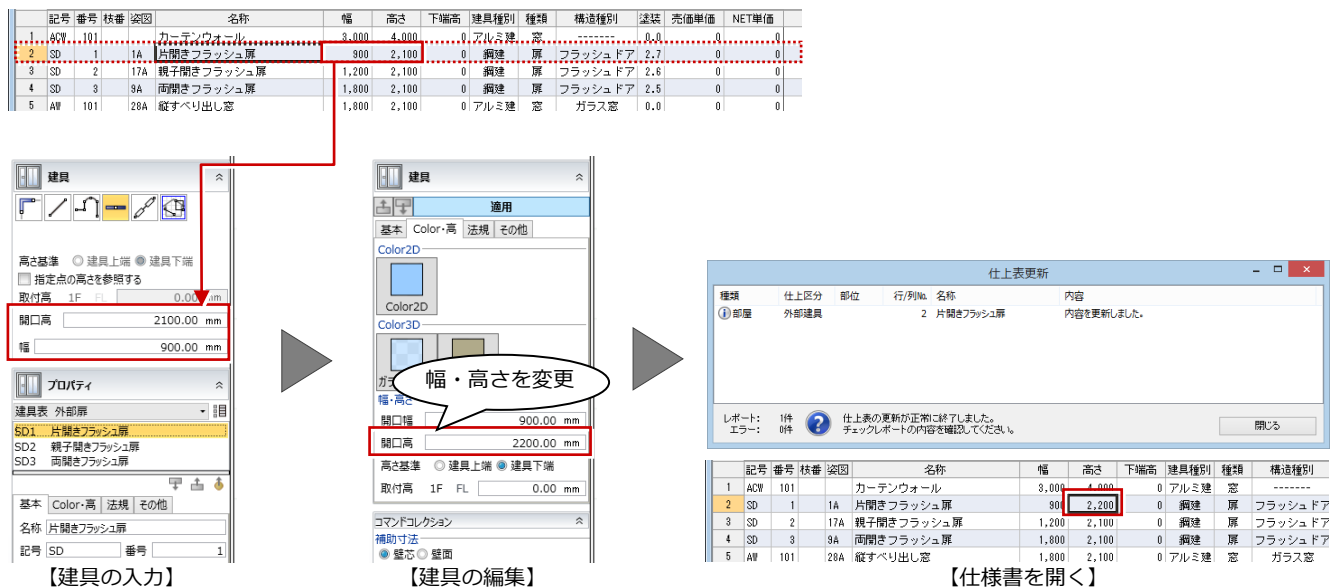 記号 番号 枝番 姿図 名称 幅 高さ 下端高 建具種別 種類 構造種別 塗装 売価単価 NET単価
1 ACW 101 カーテンウォール 3,000 4,000 0 アルミ建 窓 ------- 0.0 0 0
2 SD 1 1A 片開きフラッシュ扉 900 2,100 0 鋼建 扉 フラッシュドア 2.7 0 0
3 SD 2 17A 親子開きフラッシュ扉 1,200 2,100 0 鋼建 扉 フラッシュドア 2.6 0 0
4 SD 3 9A 両開きフラッシュ扉 1,800 2,100 0 鋼建 扉 フラッシュドア 2.5 0 0
5 AW 101 28A 縦すべり出し窓 1,800 2,100 0 アルミ建 窓 ガラス窓 0.0 0 0
建具
高さ基準 建具上端 建具下端
指定点の高さを参照する
取付高 1F FL 0.00 mm
開口高 2100.00 mm
幅 900.00 mm
プロパティ
建具表 外部扉
SD1 片開きフラッシュ扉
SD2 親子開きフラッシュ扉
SD3 両開きフラッシュ扉
基本 Color・高 法規 その他
名称 片開きフラッシュ扉
記号 SD 番号 1
【建具の入力】
建具
適用
基本 Color・高 法規 その他
Color2D
Color2D
Color3D
幅・高さを変更
幅・高さ
開口幅 900.00 mm
開口高 2200.00 mm
高さ基準 建具上端 建具下端
取付高 1F FL 0.00 mm
コマンドコレクション
補助寸法
壁芯 壁面
【建具の編集】
仕上表更新
種類 仕上区分 部位 行/列No. 名称 内容
部屋 外部建具 2 片開きフラッシュ扉 内容を更新しました。
レポート: 1件 仕上表の更新が正常に終了しました。
エラー: 0件 チェックレポートの内容を確認してください。
閉じる
記号 番号 枝番 姿図 名称 幅 高さ 下端高 建具種別 種類 構造種別
1 ACW 101 カーテンウォール 3,000 4,000 0 アルミ建 窓 -------
2 SD 1 1A 片開きフラッシュ扉 900 2,200 0 鋼建 扉 フラッシュドア
3 SD 2 17A 親子開きフラッシュ扉 1,200 2,100 0 鋼建 扉 フラッシュドア
4 SD 3 9A 両開きフラッシュ扉 1,800 2,100 0 鋼建 扉 フラッシュドア
5 AW 101 28A 縦すべり出し窓 1,800 2,100 0 アルミ建 窓 ガラス窓
【仕様書を開く】